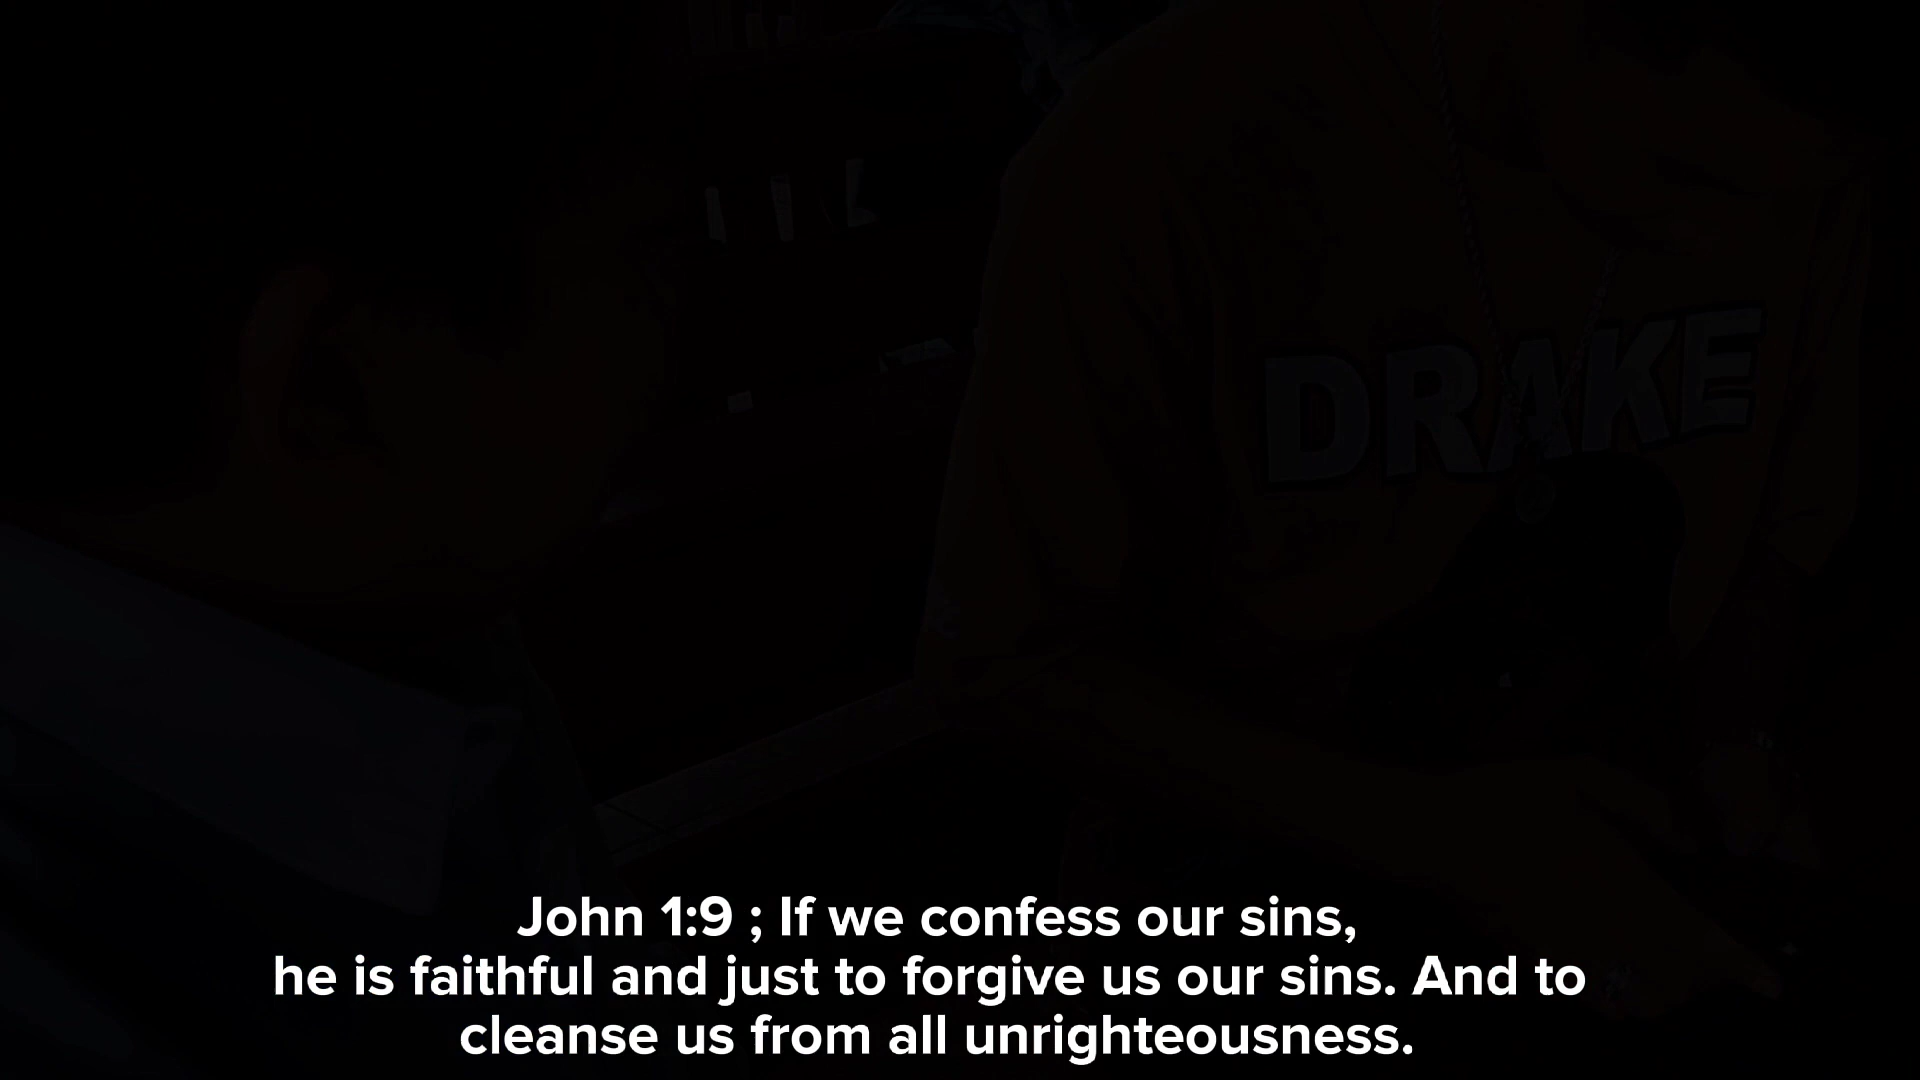 DRAKE
John 1:9 ; If we confess our sins,
he is faithful and just to forgive us our sins. And to
cleanse us from all unrighteousness.